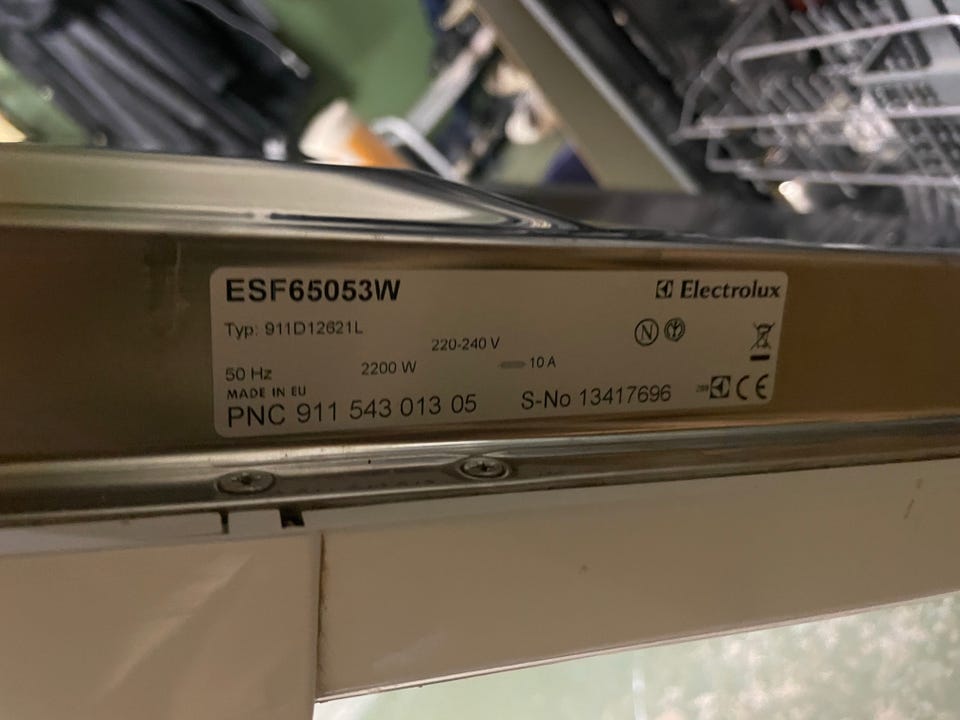 ESF65053W
Electrolux
Typ: 911D12621L
N
220-240 V
50 Hz
2200 W
10 A
MADE IN EU
PNC 911 543 013 05
S-No 13417696
CE